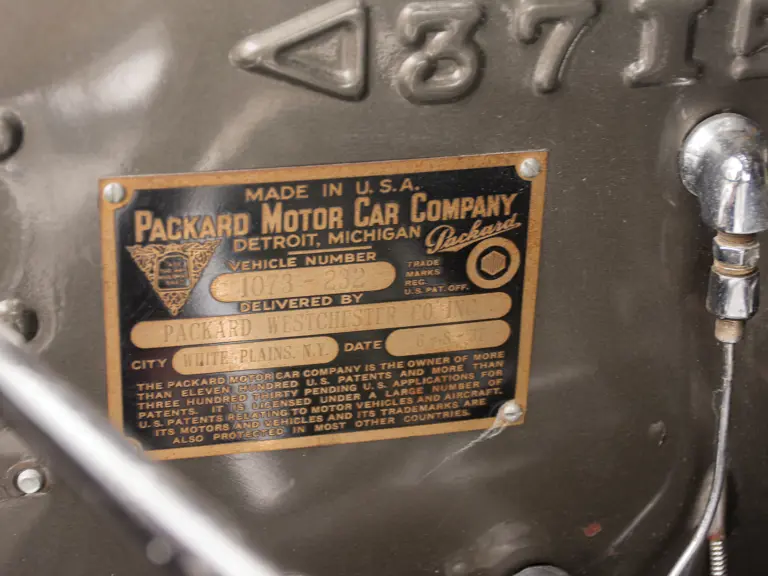 371
MADE IN U.S.A.
PACKARD MOTOR CAR COMPANY
DETROIT, MICHIGAN
Packard
VEHICLE NUMBER
1073-232
TRADE
MARKS
REG.
U.S. PAT. OFF.
DELIVERED BY
PACKARD WESTCHESTER CO INC
CITY WHITE PLAINS. N.Y. DATE 6-8-37
THE PACKARD MOTOR CAR COMPANY IS THE OWNER OF MORE
THAN ELEVEN HUNDRED U.S. PATENTS AND MORE THAN
THREE HUNDRED THIRTY PENDING U.S. APPLICATIONS FOR
PATENTS. IT IS LICENSED UNDER A LARGE NUMBER OF
U.S. PATENTS RELATING TO MOTOR VEHICLES AND AIRCRAFT.
ITS MOTORS AND VEHICLES AND ITS TRADEMARKS ARE
ALSO PROTECTED IN MOST OTHER COUNTRIES.